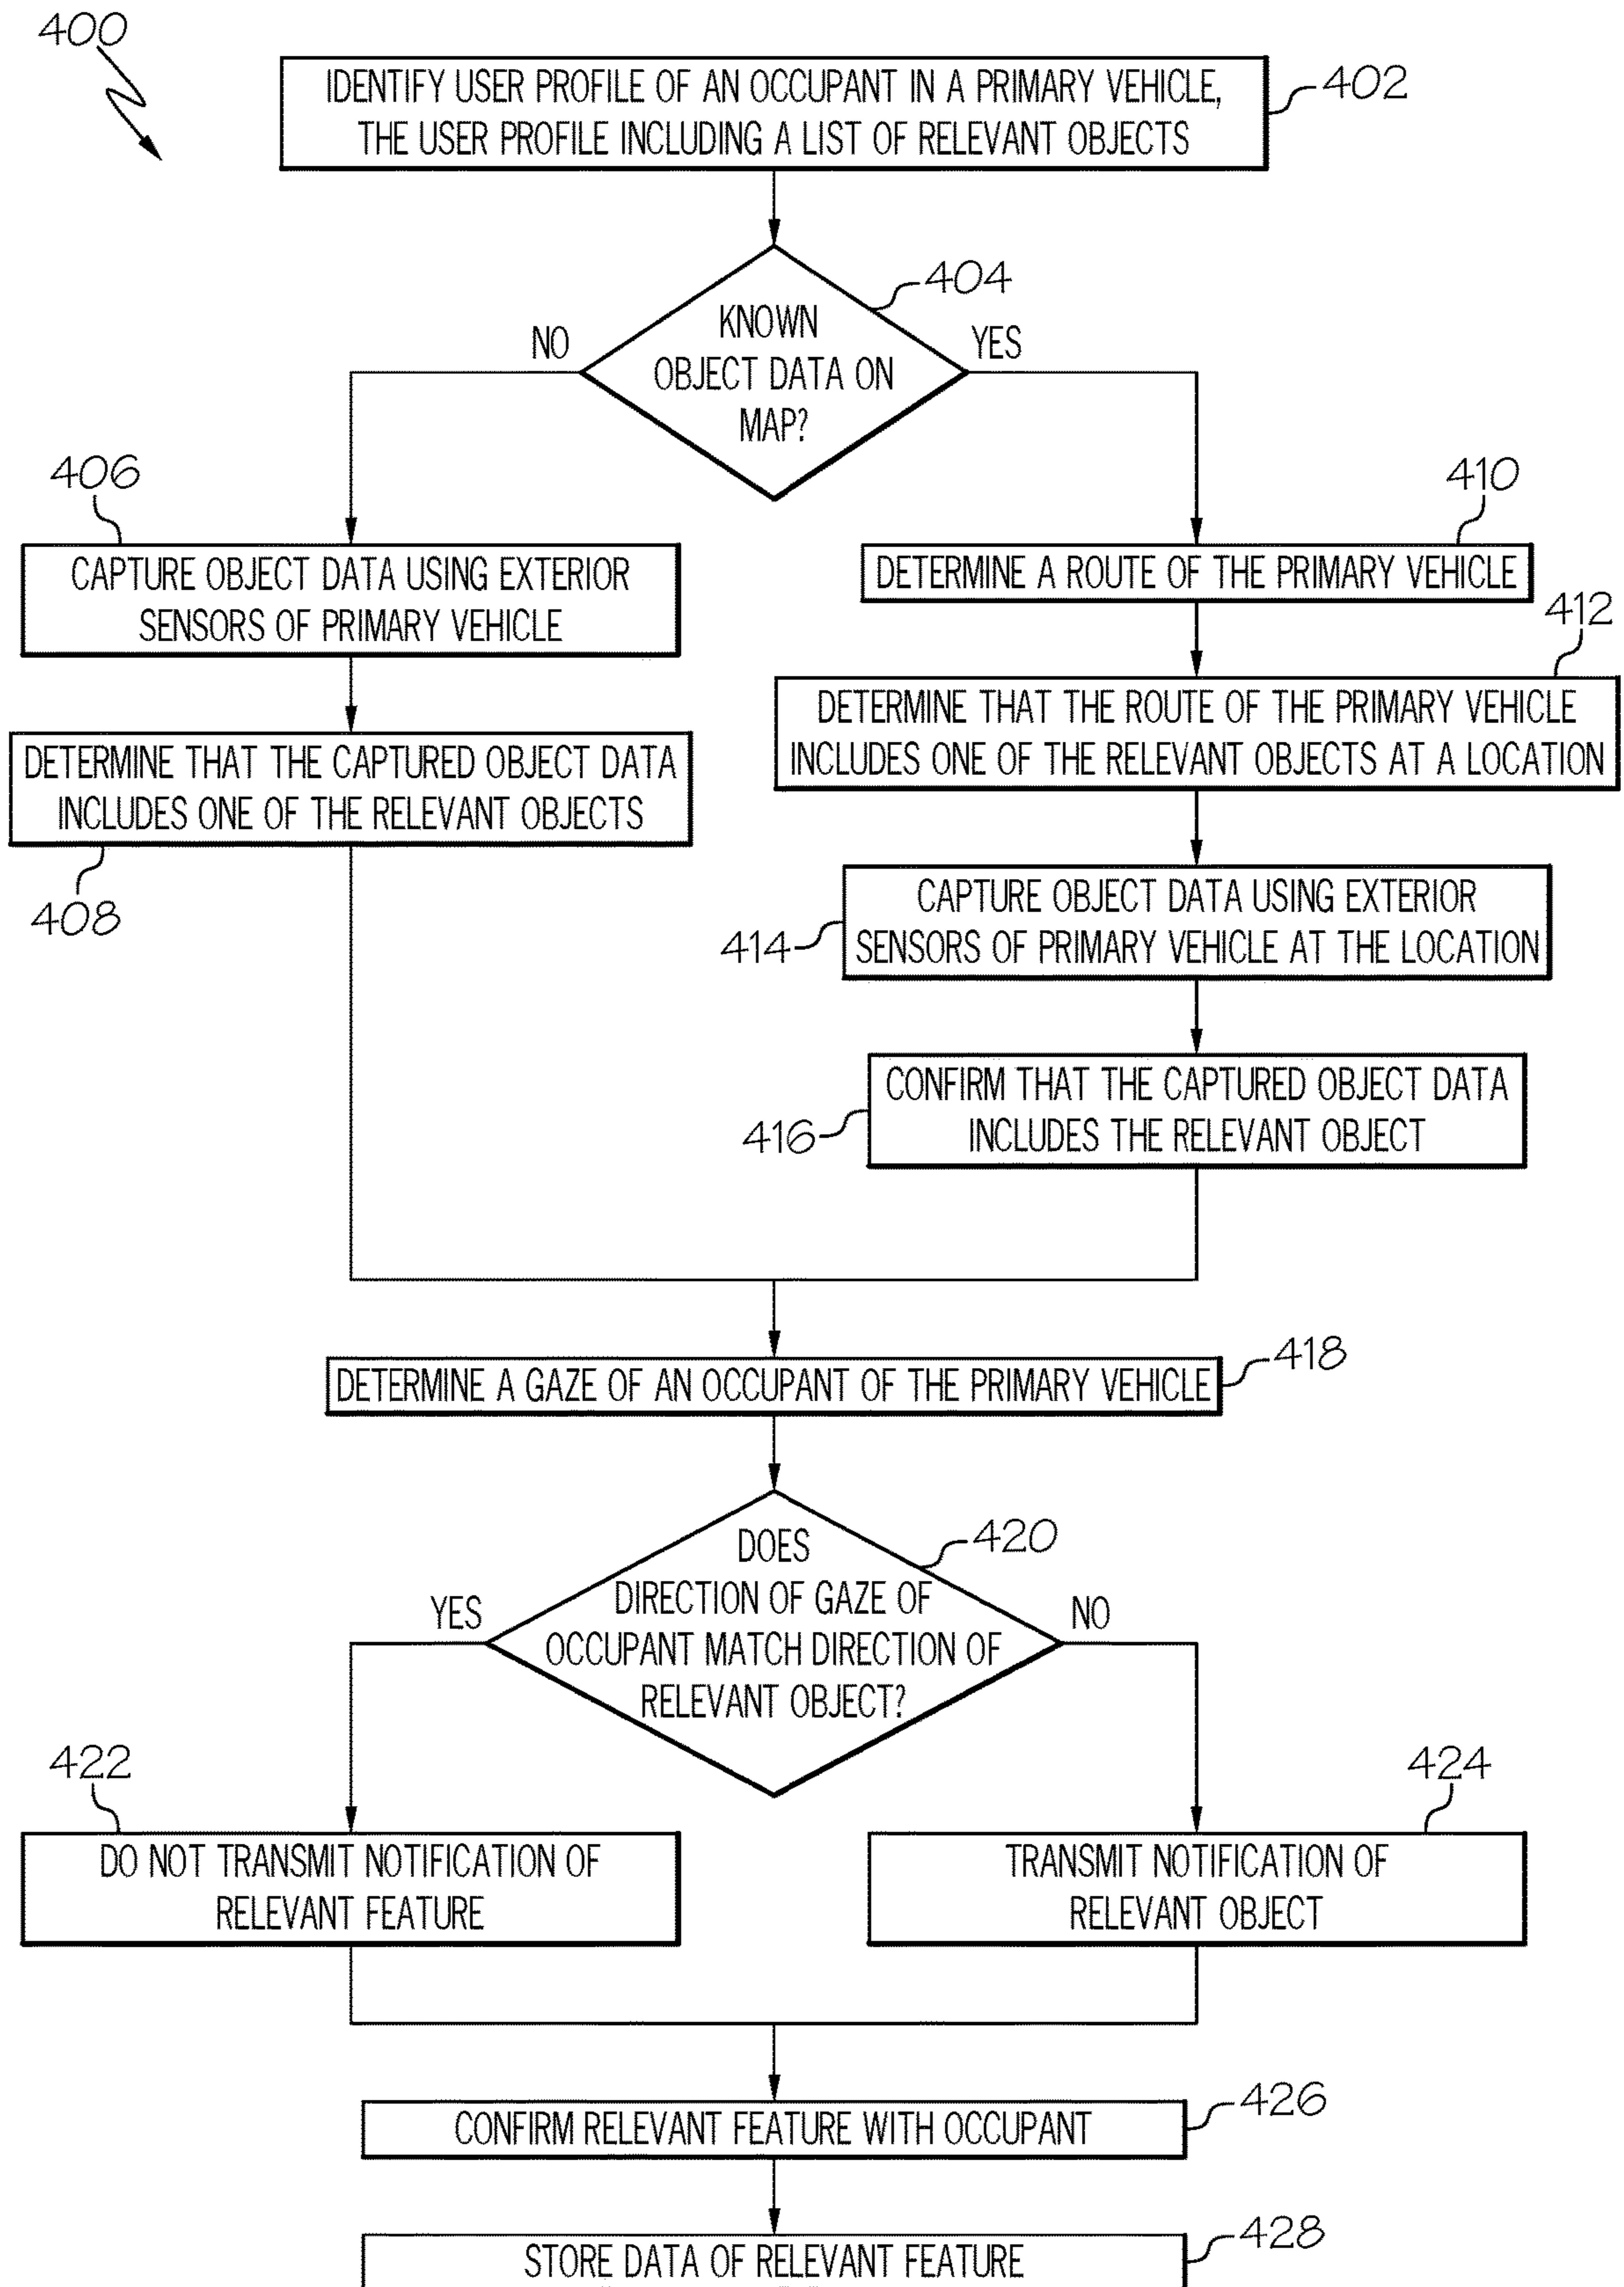 400
IDENTIFY USER PROFILE OF AN OCCUPANT IN A PRIMARY VEHICLE,
THE USER PROFILE INCLUDING A LIST OF RELEVANT OBJECTS
402
404
KNOWN
OBJECT DATA ON
MAP?
NO
YES
406
CAPTURE OBJECT DATA USING EXTERIOR
SENSORS OF PRIMARY VEHICLE
DETERMINE THAT THE CAPTURED OBJECT DATA
INCLUDES ONE OF THE RELEVANT OBJECTS
408
410
DETERMINE A ROUTE OF THE PRIMARY VEHICLE
412
DETERMINE THAT THE ROUTE OF THE PRIMARY VEHICLE
INCLUDES ONE OF THE RELEVANT OBJECTS AT A LOCATION
CAPTURE OBJECT DATA USING EXTERIOR
SENSORS OF PRIMARY VEHICLE AT THE LOCATION
414
CONFIRM THAT THE CAPTURED OBJECT DATA
INCLUDES THE RELEVANT OBJECT
416
DETERMINE A GAZE OF AN OCCUPANT OF THE PRIMARY VEHICLE
418
420
DOES
DIRECTION OF GAZE OF
OCCUPANT MATCH DIRECTION OF
RELEVANT OBJECT?
YES
NO
422
DO NOT TRANSMIT NOTIFICATION OF
RELEVANT FEATURE
424
TRANSMIT NOTIFICATION OF
RELEVANT OBJECT
CONFIRM RELEVANT FEATURE WITH OCCUPANT
426
STORE DATA OF RELEVANT FEATURE
428